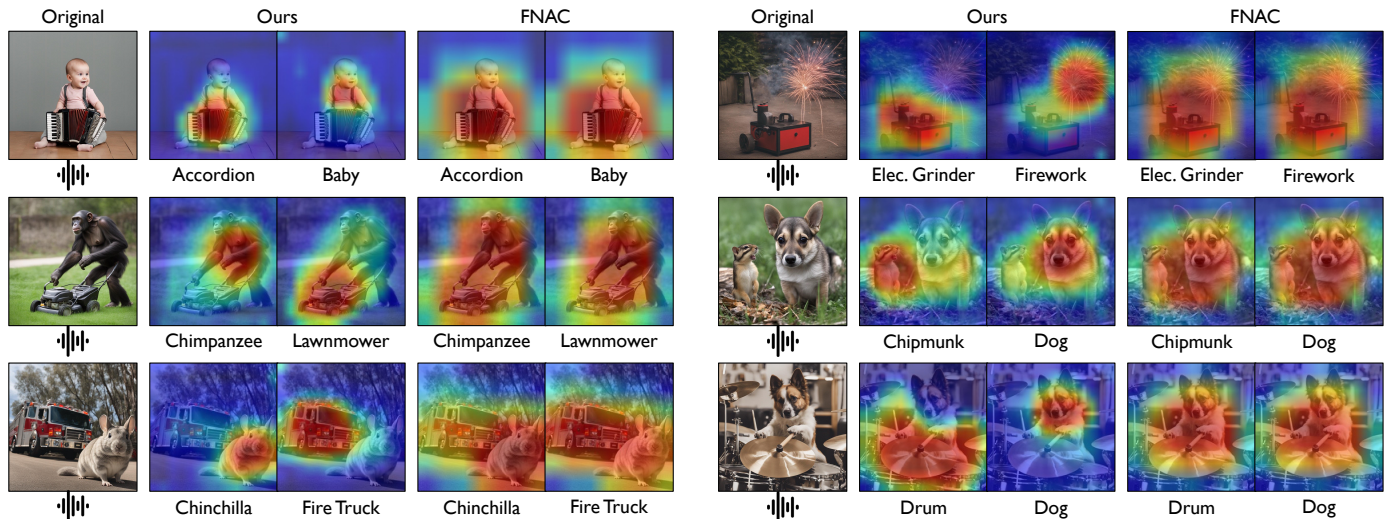 Original Ours FNAC Original Ours FNAC
Accordion Baby Accordion Baby Elec. Grinder Firework Elec. Grinder Firework
Chimpanzee Lawnmower Chimpanzee Lawnmower Chipmunk Dog Chipmunk Dog
Chinchilla Fire Truck Chinchilla Fire Truck Drum Dog Drum Dog